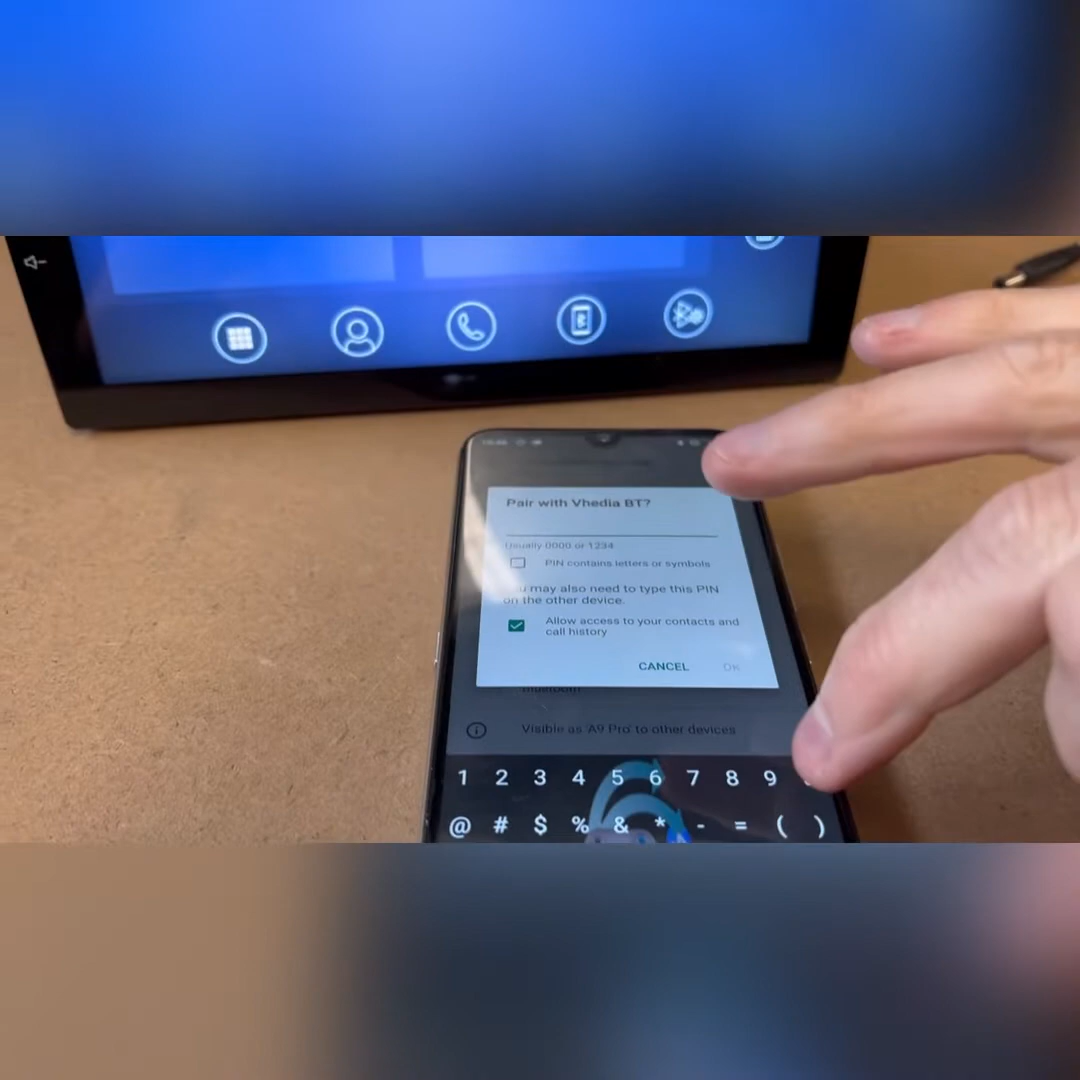 Pair with Vhedia BT?
Usually 0000 or 1234
PIN contains letters or symbols
may also need to type this PIN
on the other device.
Allow access to your contacts and
call history
CANCEL OK
bluetooth
Visible as 'A9 Pro' to other devices
1 2 3 4 5 6 7 8 9
@ # $ % & * - = ( )